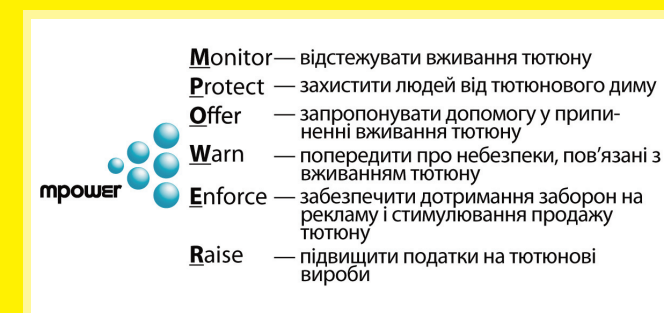 Monitor — відстежувати вживання тютюну
Protect — захистити людей від тютюнового диму
Offer — запропонувати допомогу у припи-
ненні вживання тютюну
Warn — попередити про небезпеки, пов'язані з
вживанням тютюну
mpower
Enforce — забезпечити дотримання заборон на
рекламу і стимулювання продажу
тютюну
Raise — підвищити податки на тютюнові
вироби